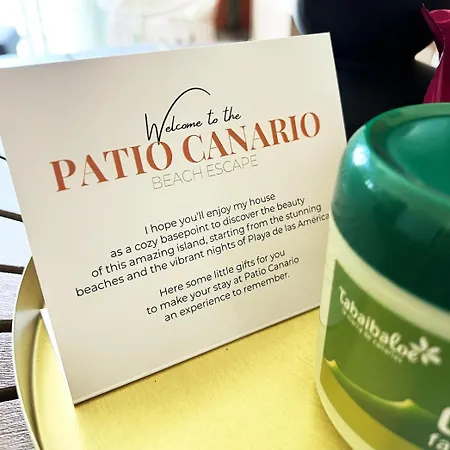 Welcome to the
PATIO CANARIO
BEACH ESCAPE
I hope you'll enjoy my house
as a cozy basepoint to discover the beauty
of this amazing island, starting from the stunning
beaches and the vibrant nights of Playa de las América
Here some little gifts for you
to make your stay at Patio Canario
an experience to remember.
Tabaibaloe